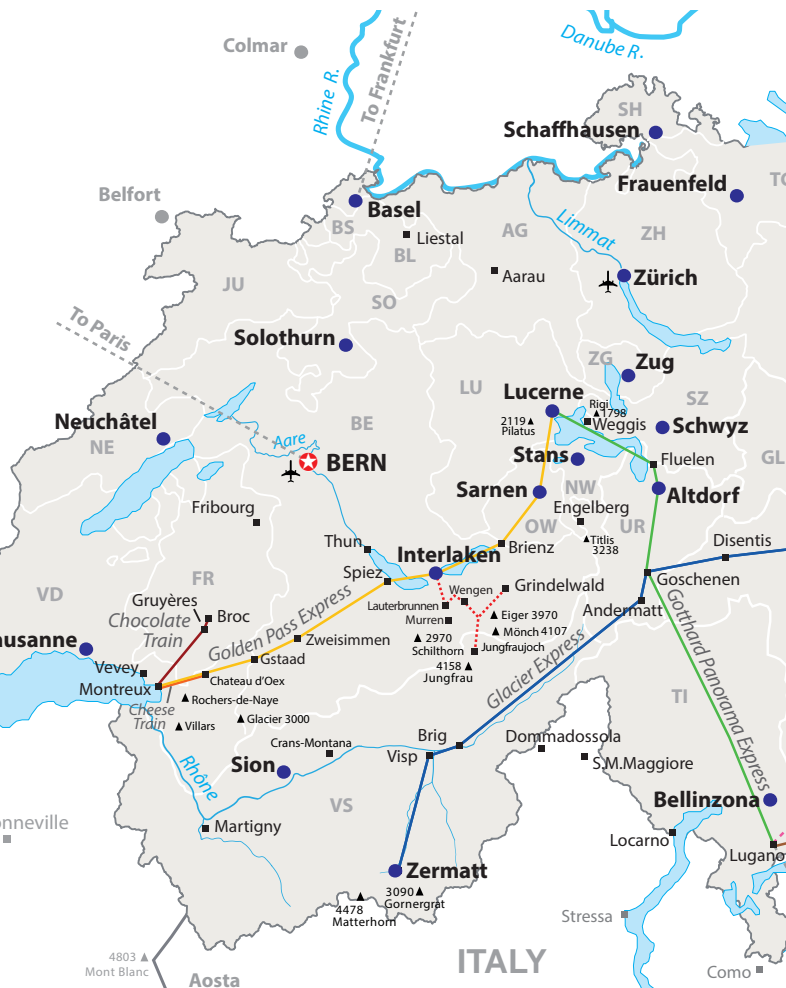 Colmar
To Frankfurt
Rhine R.
Danube R.
SH
Schaffhausen
Belfort
Frauenfeld
Basel
BS
Liestal
BL
AG
Limmat
ZH
JU
Aarau
Zürich
SO
To Paris
Solothurn
ZG
Zug
LU
Lucerne
SZ
Rigi
1798
2119
Pilatus
Weggis
Schwyz
Neuchâtel
NE
BE
Aare
BERN
Stans
Fluelen
GL
Sarnen
NW
Altdorf
Fribourg
Engelberg
OW
UR
Titlis
3238
Disentis
Thun
Interlaken
Brienz
Spiez
Goschenen
VD
FR
Gruyères
Broc
Chocolate
Train
Golden Pass Express
Wengen
Grindelwald
Lauterbrunnen
Murren
Eiger 3970
Mönch 4107
Andermatt
ausanne
Zweisimmen
2970
Schilthorn
Jungfraujoch
4158
Jungfrau
Gstaad
Vevey
Montreux
Chateau d'Oex
Glacier Express
Gotthard Panorama Express
Cheese
Train
Rochers-de-Naye
Villars
Glacier 3000
TI
Rhône
Crans-Montana
Brig
Visp
Dommadossola
S.M.Maggiore
Sion
VS
Bellinzona
Martigny
onneville
Locarno
Lugano
Zermatt
3090
Gornergrat
4478
Matterhorn
Stressa
4803
Mont Blanc
ITALY
Aosta
Como